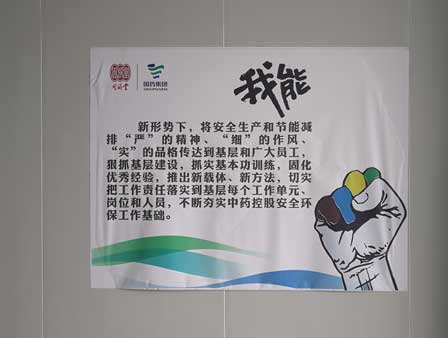 国药集团
SINOPHARM
我能
新形势下，将安全生产和节能减
排“严”的精神、“细”的作风、
“实”的品格传达到基层和广大员工，
狠抓基层建设，抓实基本功训练，固化
优秀经验，推出新载体、新方法，切实
把工作责任落实到基层每个工作单元、
岗位和人员，不断夯实中药控股安全环
保工作基础。